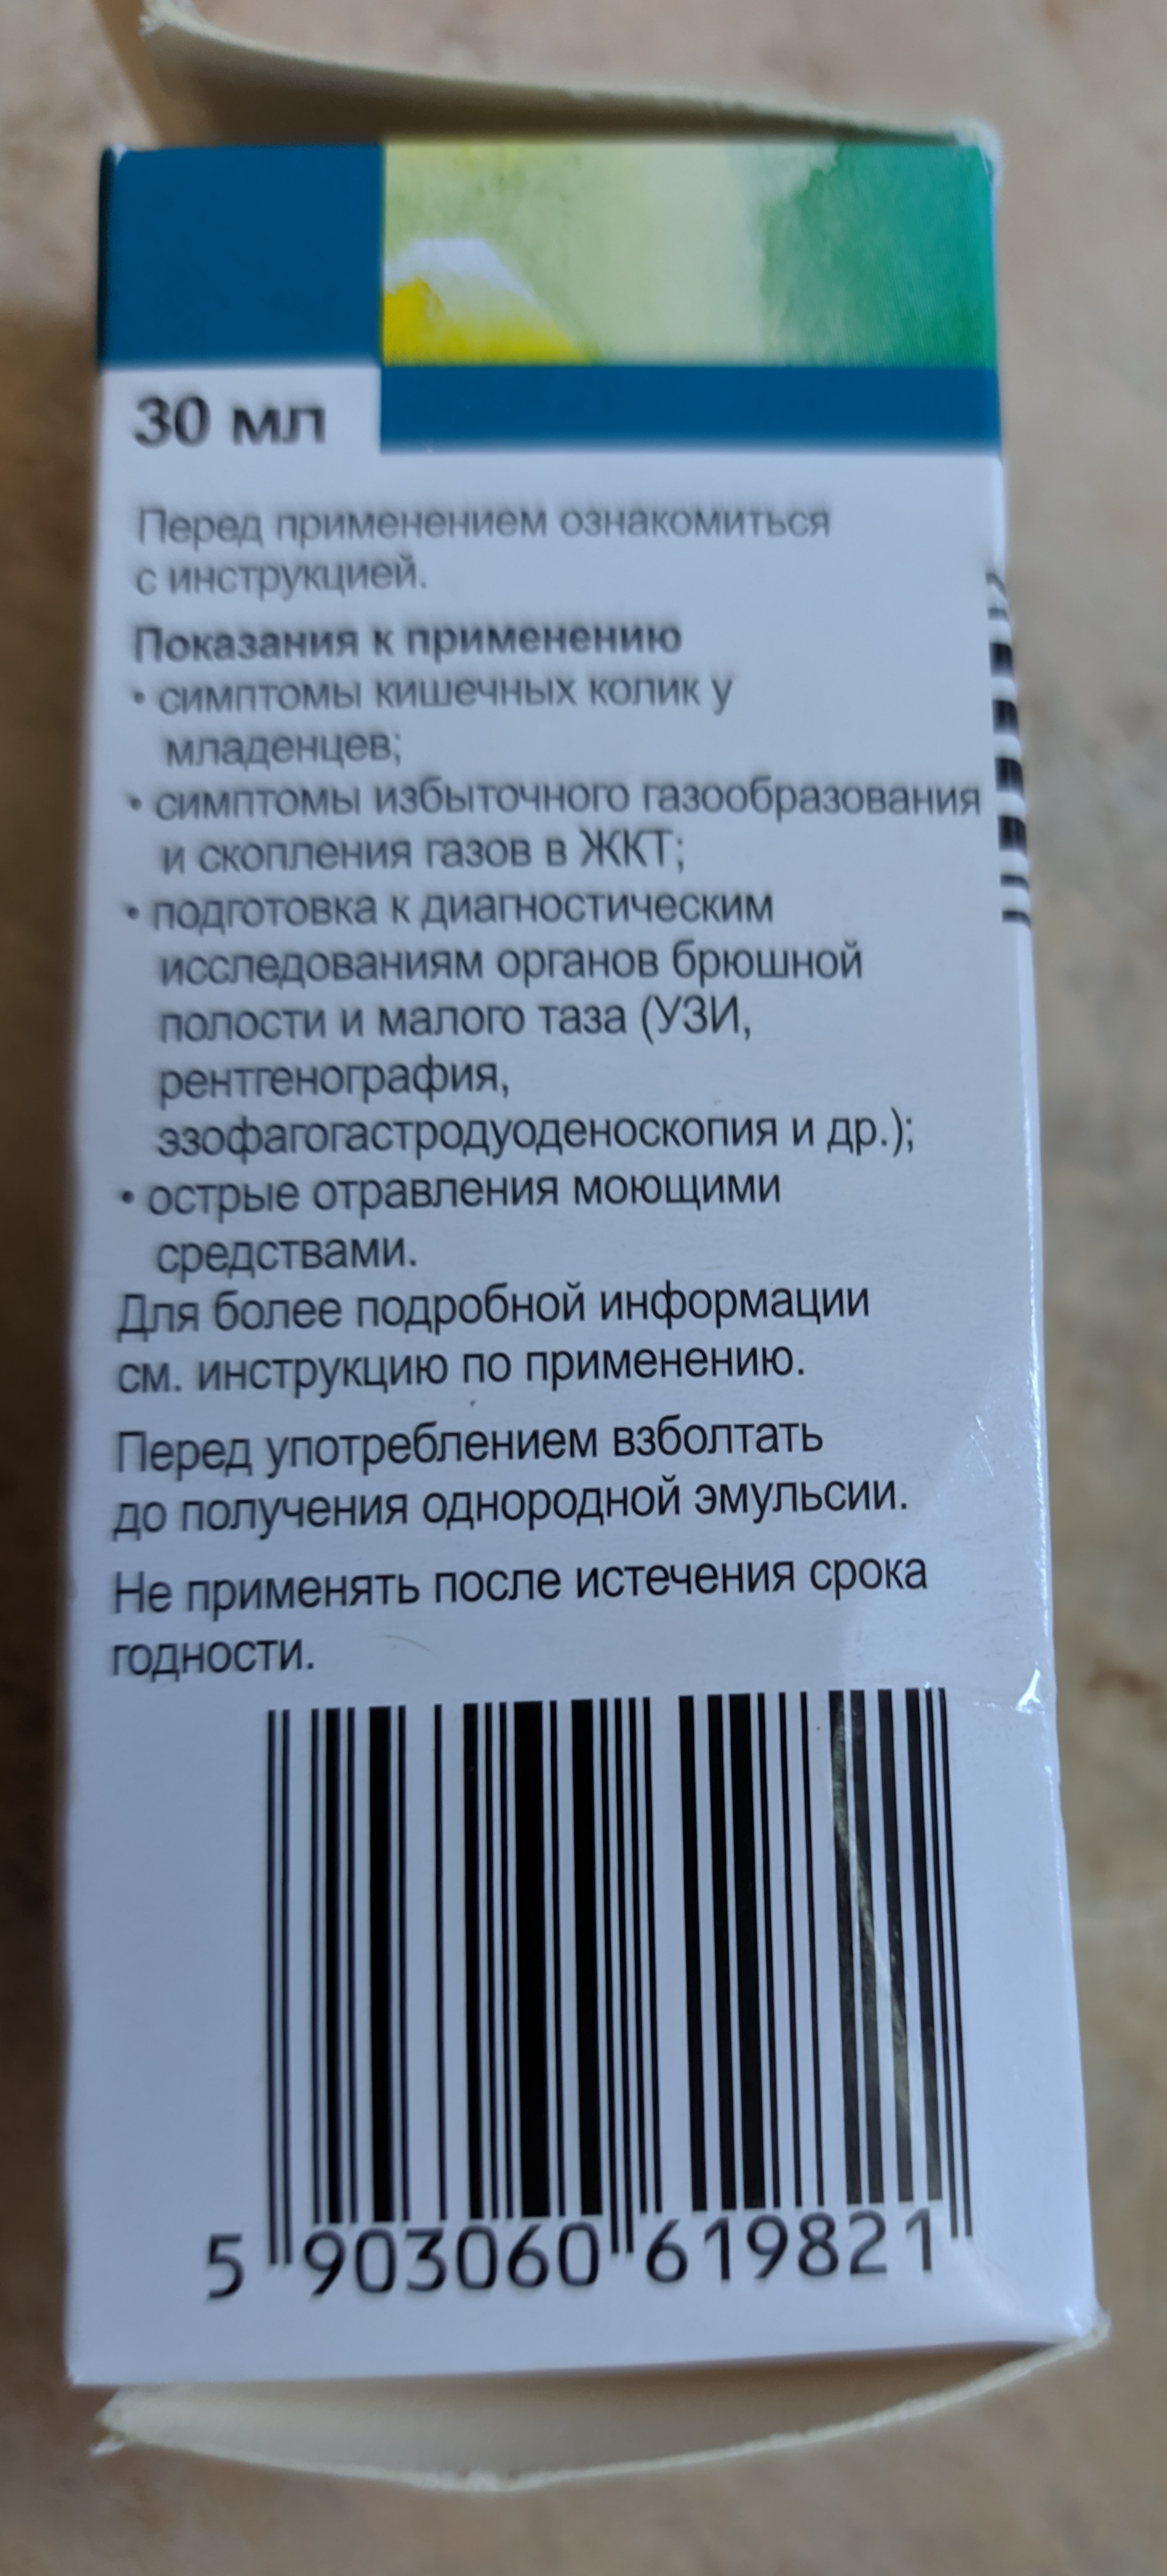 30 мл
Перед применением ознакомиться
с инструкцией.
Показания к применению
• симптомы кишечных колик у
младенцев;
• симптомы избыточного газообразования
и скопления газов в ЖКТ;
• подготовка к диагностическим
исследованиям органов брюшной
полости и малого таза (УЗИ,
рентгенография,
эзофагогастродуоденоскопия и др.);
• острые отравления моющими
средствами.
Для более подробной информации
см. инструкцию по применению.
Перед употреблением взболтать
до получения однородной эмульсии.
Не применять после истечения срока
годности.
5 903060 619821